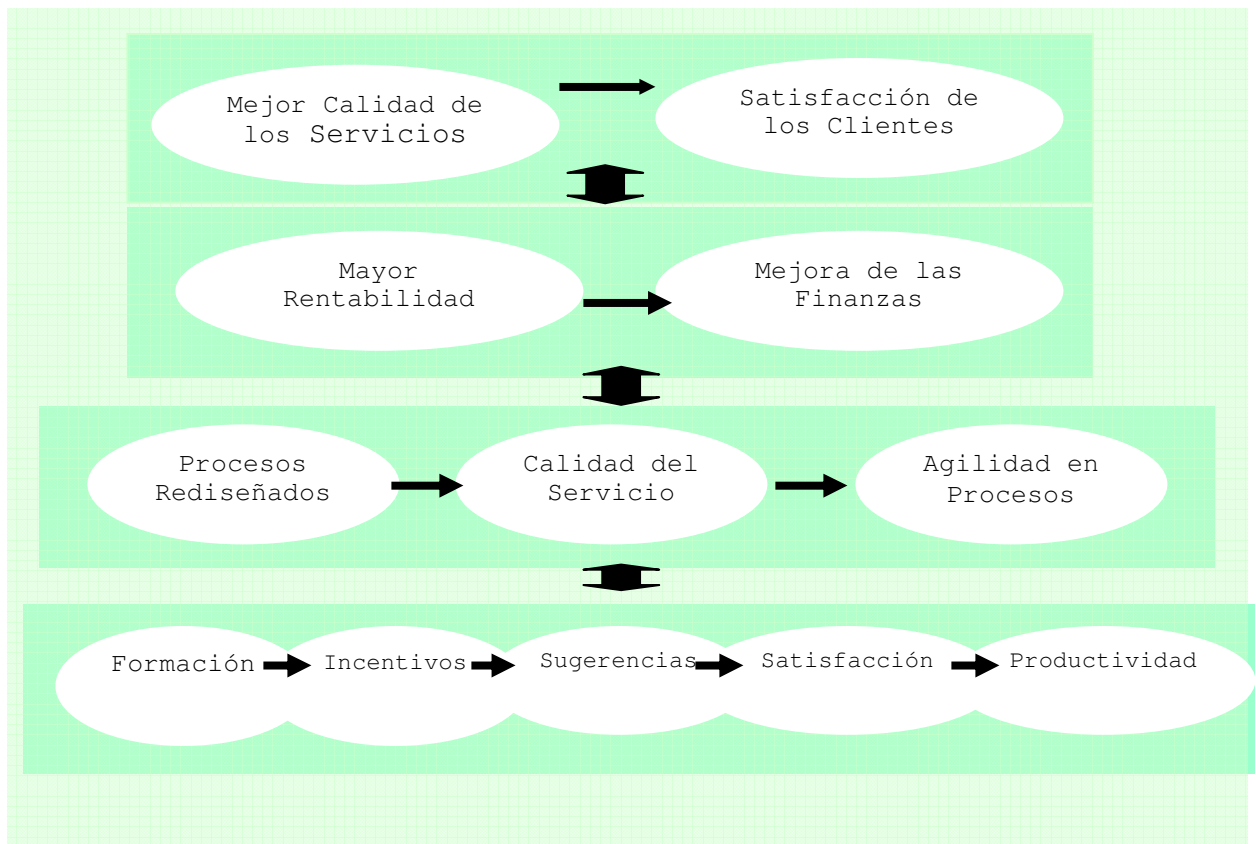 Mejor Calidad de
los Servicios
Satisfacción de
los Clientes
Mayor
Rentabilidad
Mejora de las
Finanzas
Procesos
Rediseñados
Calidad del
Servicio
Agilidad en
Procesos
Formación
Incentivos
Sugerencias
Satisfacción
Productividad